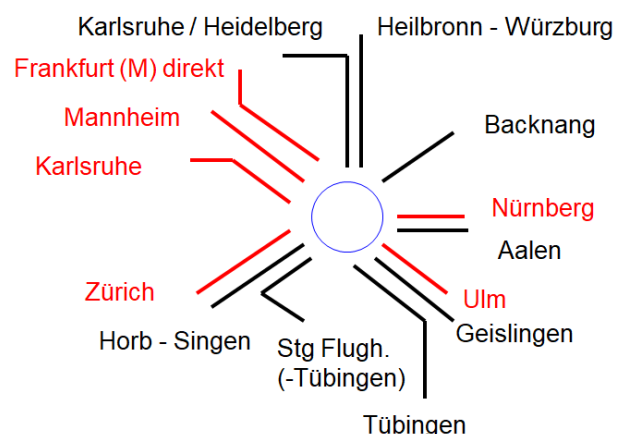 Karlsruhe / Heidelberg
Heilbronn - Würzburg
Frankfurt (M) direkt
Mannheim
Karlsruhe
Backnang
Nürnberg
Aalen
Zürich
Ulm
Horb - Singen
Geislingen
Stg Flugh.
(-Tübingen)
Tübingen